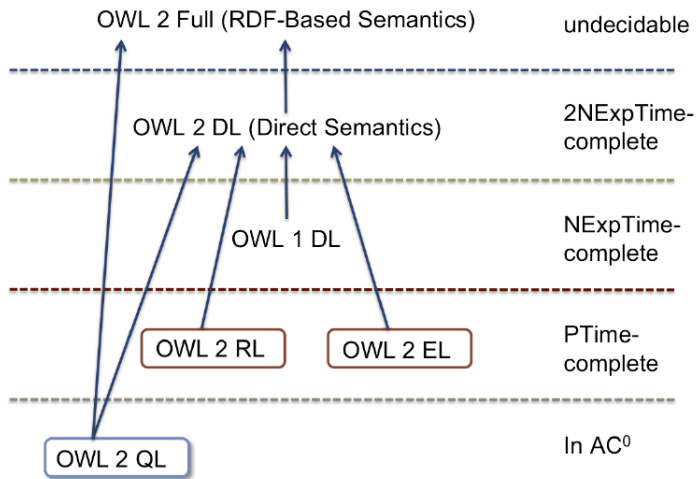 OWL 2 Full (RDF-Based Semantics)
undecidable
OWL 2 DL (Direct Semantics)
2NExpTime-
complete
OWL 1 DL
NExpTime-
complete
OWL 2 RL
OWL 2 EL
PTime-
complete
OWL 2 QL
In AC⁰